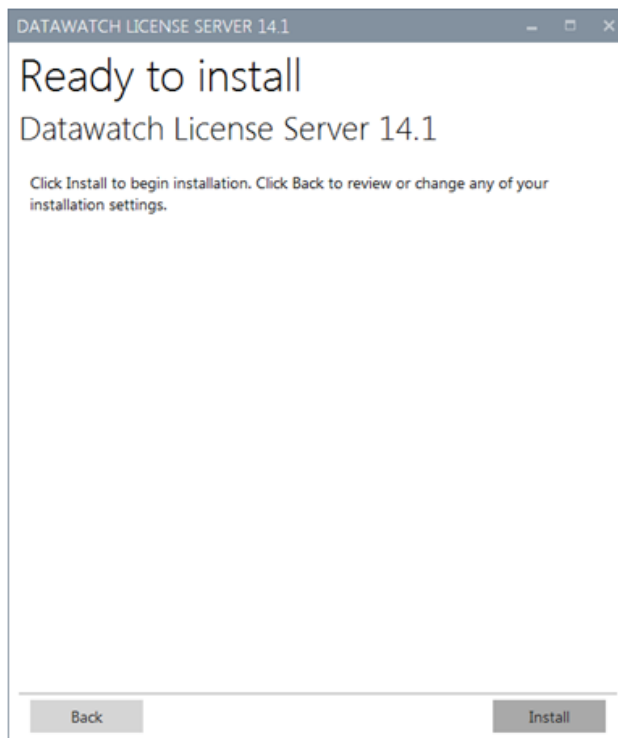 DATAWATCH LICENSE SERVER 14.1
Ready to install
Datawatch License Server 14.1
Click Install to begin installation. Click Back to review or change any of your
installation settings.
Back
Install